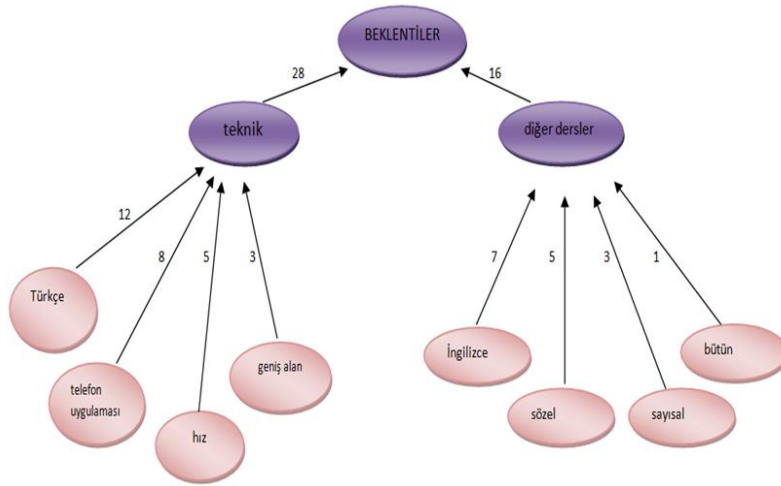 BEKLENTİLER
28
16
teknik
diğer dersler
12
8
5
3
7
5
3
1
Türkçe
telefon
uygulaması
hız
geniş alan
İngilizce
sözel
sayısal
bütün